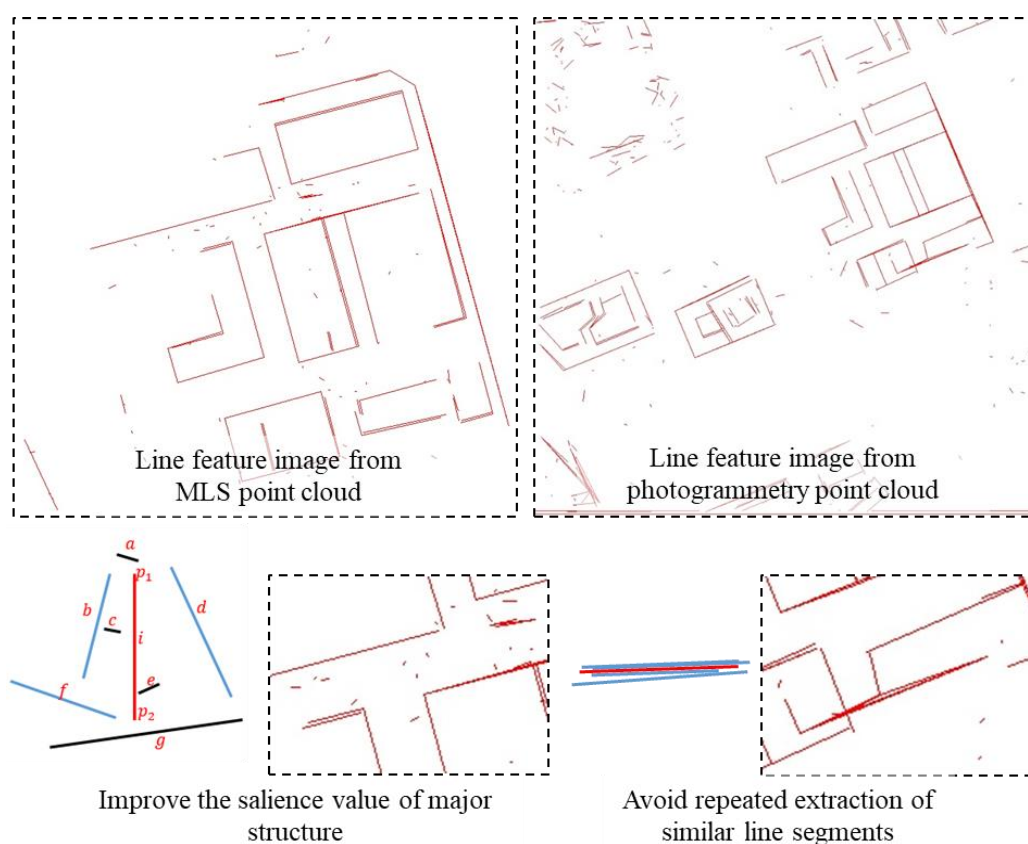 Line feature image from
MLS point cloud
Line feature image from
photogrammetry point cloud
a
p₁
b
d
c
i
e
f
p₂
g
Improve the salience value of major
structure
Avoid repeated extraction of
similar line segments